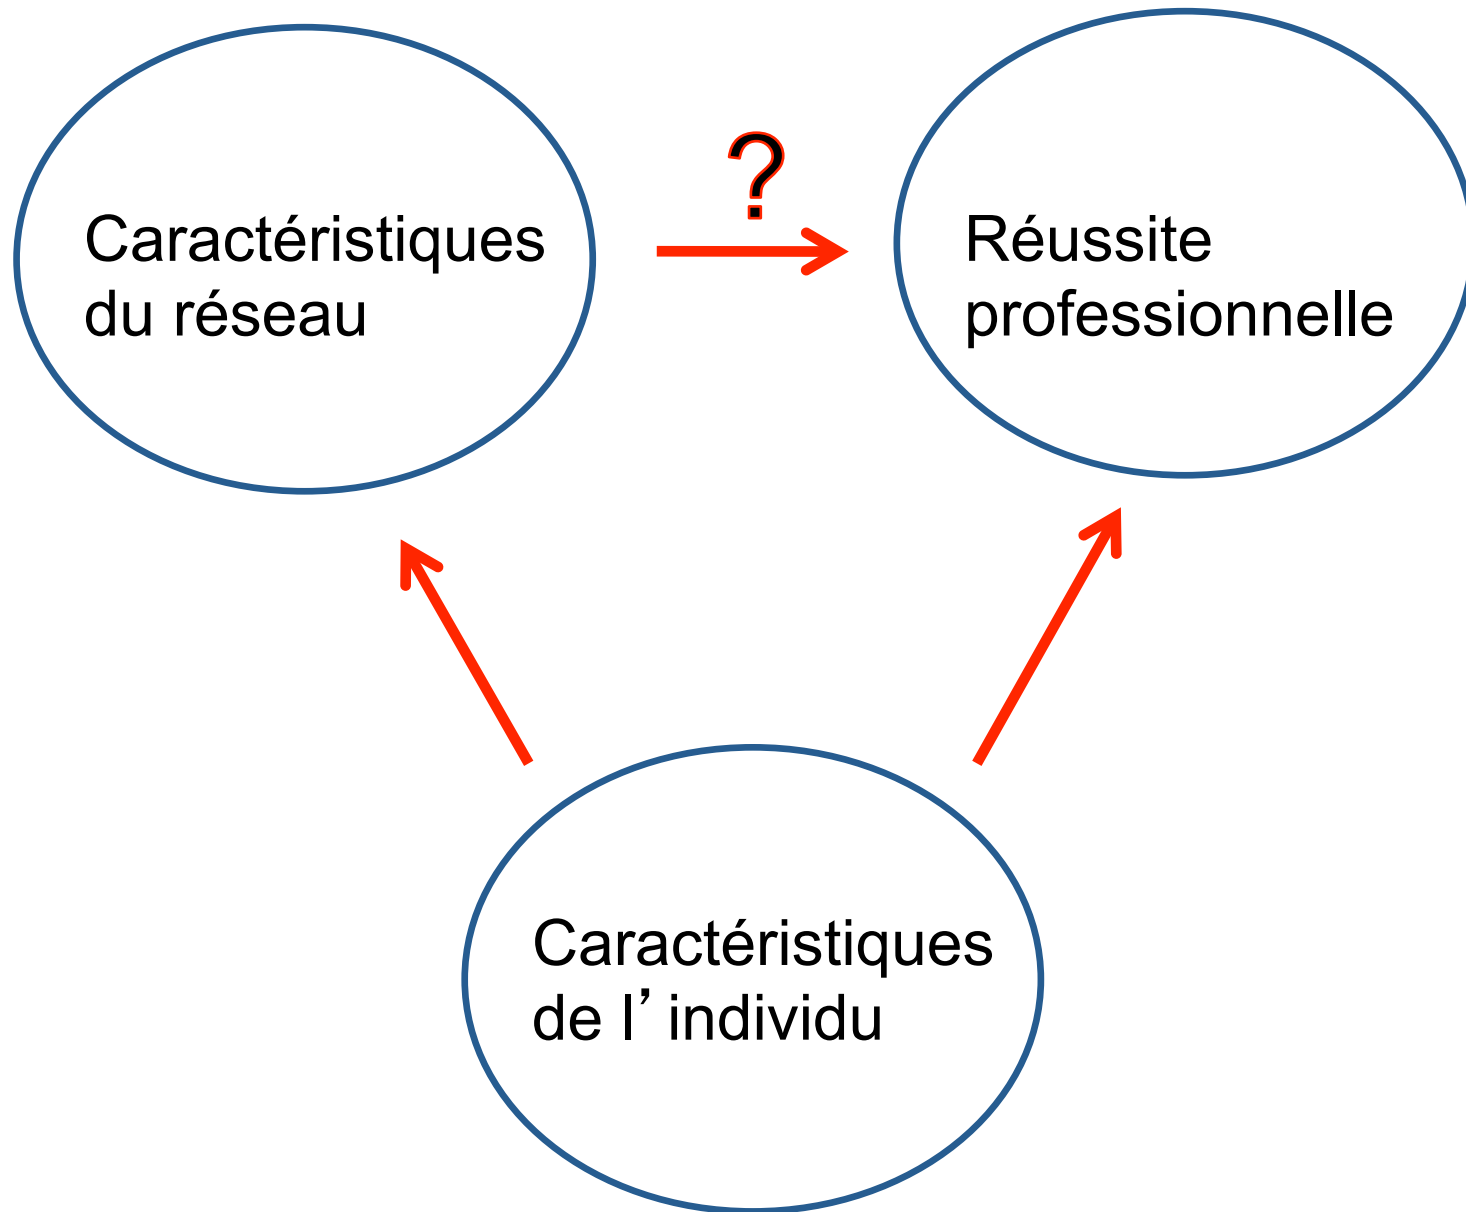 ?
Caractéristiques
du réseau
Réussite
professionnelle
Caractéristiques
de l’ individu